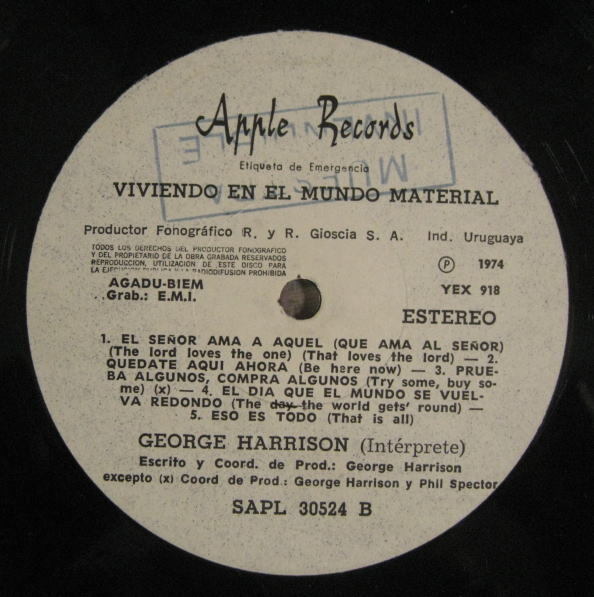 Apple Records
Etiqueta de Emergencia
VIVIENDO EN EL MUNDO MATERIAL
Productor Fonográfico R. y R. Gioscia S. A. Ind. Uruguaya
TODOS LOS DERECHOS DEL PRODUCTOR FONOGRAFICO
Y DEL PROPIETARIO DE LA OBRA GRABADA RESERVADOS
REPRODUCCION, UTILIZACION DE ESTE DISCO PARA
LA EJECUCION PUBLICA Y LA RADIODIFUSION PROHIBIDA
Ⓟ 1974
AGADU-BIEM
Grab.: E.M.I.
YEX 918
ESTEREO
1. EL SEÑOR AMA A AQUEL (QUE AMA AL SEÑOR)
(The lord loves the one) (That loves the lord) — 2.
QUEDATE AQUI AHORA (Be here now) — 3. PRUE-
BA ALGUNOS, COMPRA ALGUNOS (Try some, buy so-
me) (x) — 4. EL DIA QUE EL MUNDO SE VUEL-
VA REDONDO (The day the world gets' round) —
5. ESO ES TODO (That is all)
GEORGE HARRISON (Intérprete)
Escrito y Coord. de Prod.: George Harrison
excepto (x) Coord de Prod.: George Harrison y Phil Spector
SAPL 30524 B